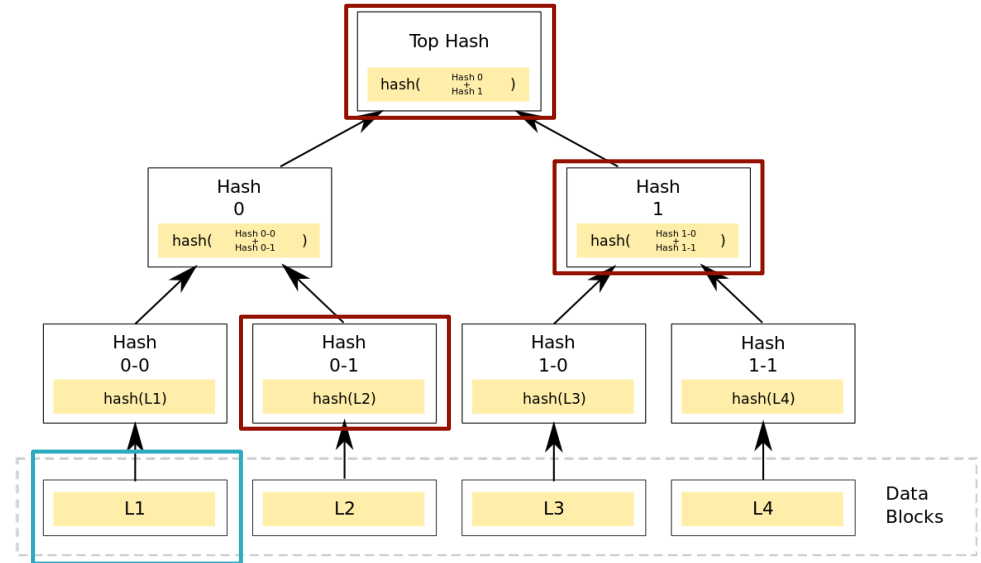 Top Hash
hash( Hash 0 + Hash 1 )
Hash
0
hash( Hash 0-0 + Hash 0-1 )
Hash
1
hash( Hash 1-0 + Hash 1-1 )
Hash
0-0
hash(L1)
Hash
0-1
hash(L2)
Hash
1-0
hash(L3)
Hash
1-1
hash(L4)
L1
L2
L3
L4
Data
Blocks